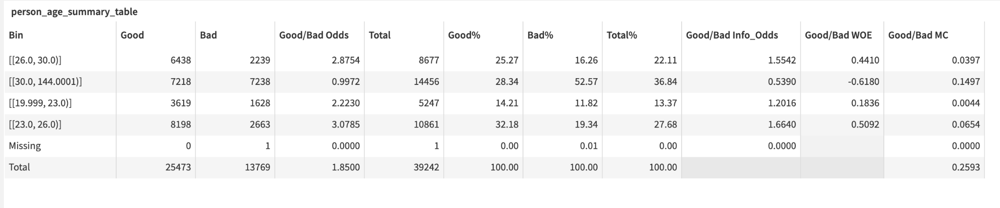 person_age_summary_table
Bin Good Bad Good/Bad Odds Total Good% Bad% Total% Good/Bad Info_Odds Good/Bad WOE Good/Bad MC
[[26.0, 30.0)] 6438 2239 2.8754 8677 25.27 16.26 22.11 1.5542 0.4410 0.0397
[[30.0, 144.0001)] 7218 7238 0.9972 14456 28.34 52.57 36.84 0.5390 -0.6180 0.1497
[[19.999, 23.0)] 3619 1628 2.2230 5247 14.21 11.82 13.37 1.2016 0.1836 0.0044
[[23.0, 26.0)] 8198 2663 3.0785 10861 32.18 19.34 27.68 1.6640 0.5092 0.0654
Missing 0 1 0.0000 1 0.00 0.01 0.00 0.0000 0.0000
Total 25473 13769 1.8500 39242 100.00 100.00 100.00 0.2593